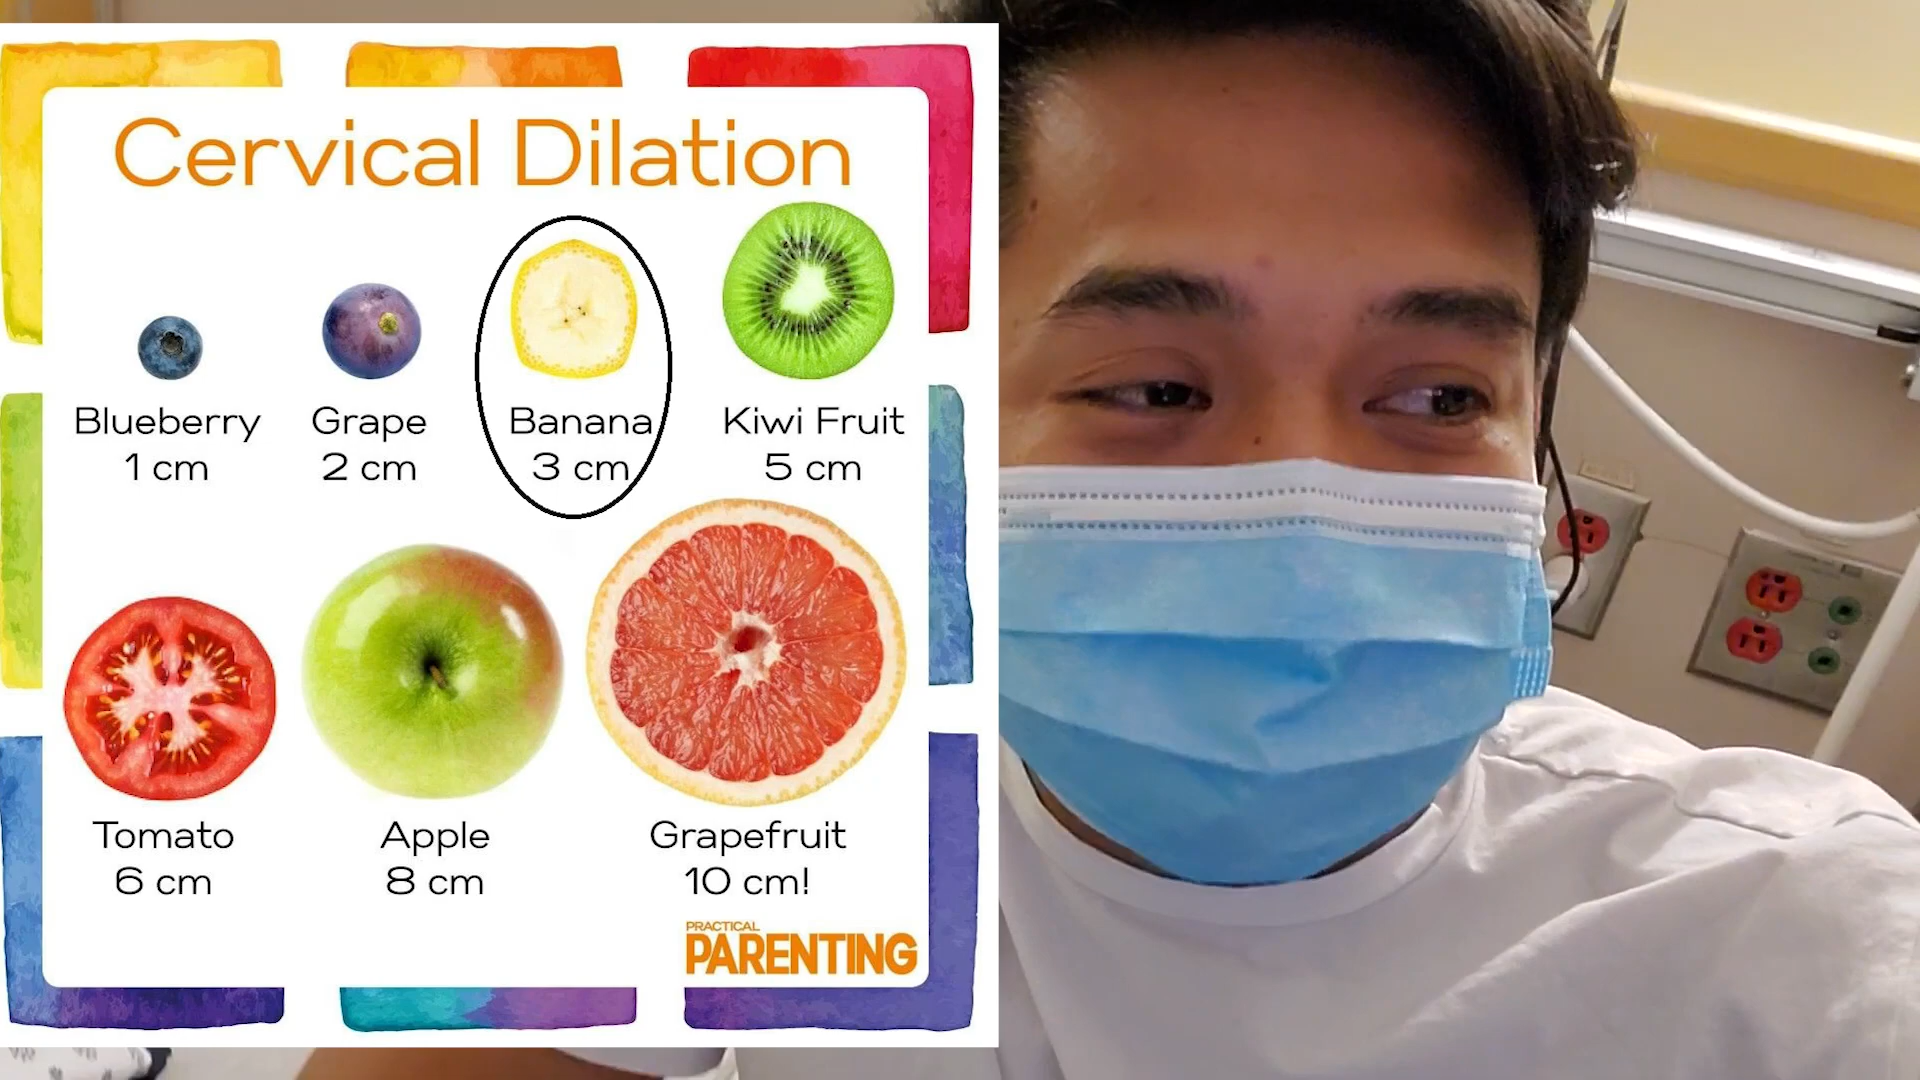 Cervical Dilation
Blueberry
1 cm
Grape
2 cm
Banana
3 cm
Kiwi Fruit
5 cm
Tomato
6 cm
Apple
8 cm
Grapefruit
10 cm!
PRACTICAL
PARENTING